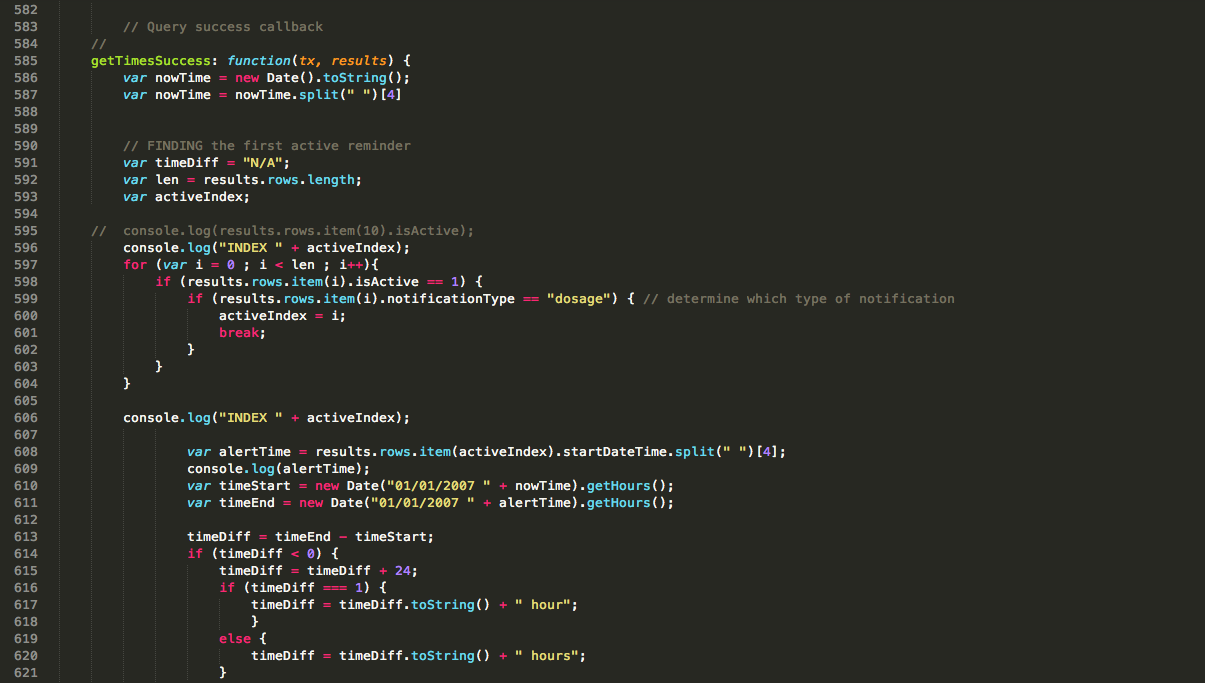 582
583 // Query success callback
584 //
585 getTimesSuccess: function(tx, results) {
586 var nowTime = new Date().toString();
587 var nowTime = nowTime.split(" ")[4]
588
589
590 // FINDING the first active reminder
591 var timeDiff = "N/A";
592 var len = results.rows.length;
593 var activeIndex;
594
595 // console.log(results.rows.item(10).isActive);
596 console.log("INDEX " + activeIndex);
597 for (var i = 0 ; i < len ; i++){
598 if (results.rows.item(i).isActive == 1) {
599 if (results.rows.item(i).notificationType == "dosage") { // determine which type of notification
600 activeIndex = i;
601 break;
602 }
603 }
604 }
605
606 console.log("INDEX " + activeIndex);
607
608 var alertTime = results.rows.item(activeIndex).startDateTime.split(" ")[4];
609 console.log(alertTime);
610 var timeStart = new Date("01/01/2007 " + nowTime).getHours();
611 var timeEnd = new Date("01/01/2007 " + alertTime).getHours();
612
613 timeDiff = timeEnd - timeStart;
614 if (timeDiff < 0) {
615 timeDiff = timeDiff + 24;
616 if (timeDiff === 1) {
617 timeDiff = timeDiff.toString() + " hour";
618 }
619 else {
620 timeDiff = timeDiff.toString() + " hours";
621 }